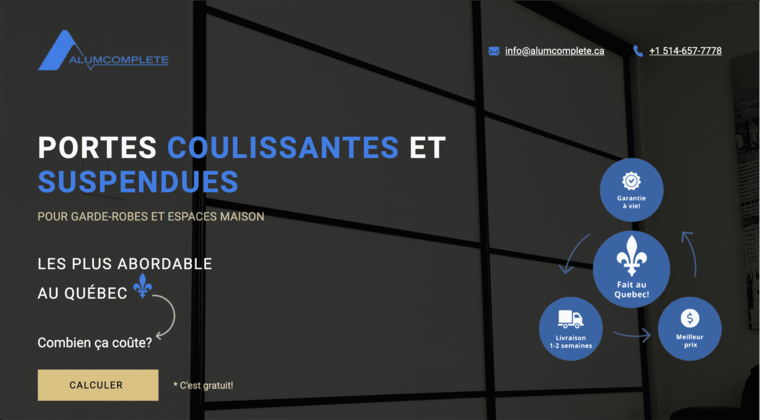 ALUMCOMPLETE
info@alumcomplete.ca
+1 514-657-7778
PORTES COULISSANTES ET
SUSPENDUES
POUR GARDE-ROBES ET ESPACES MAISON
LES PLUS ABORDABLE
AU QUÉBEC
Combien ça coûte?
CALCULER
* C'est gratuit!
Garantie
à vie!
Fait au
Quebec!
Livraison
1-2 semaines
Meilleur
prix